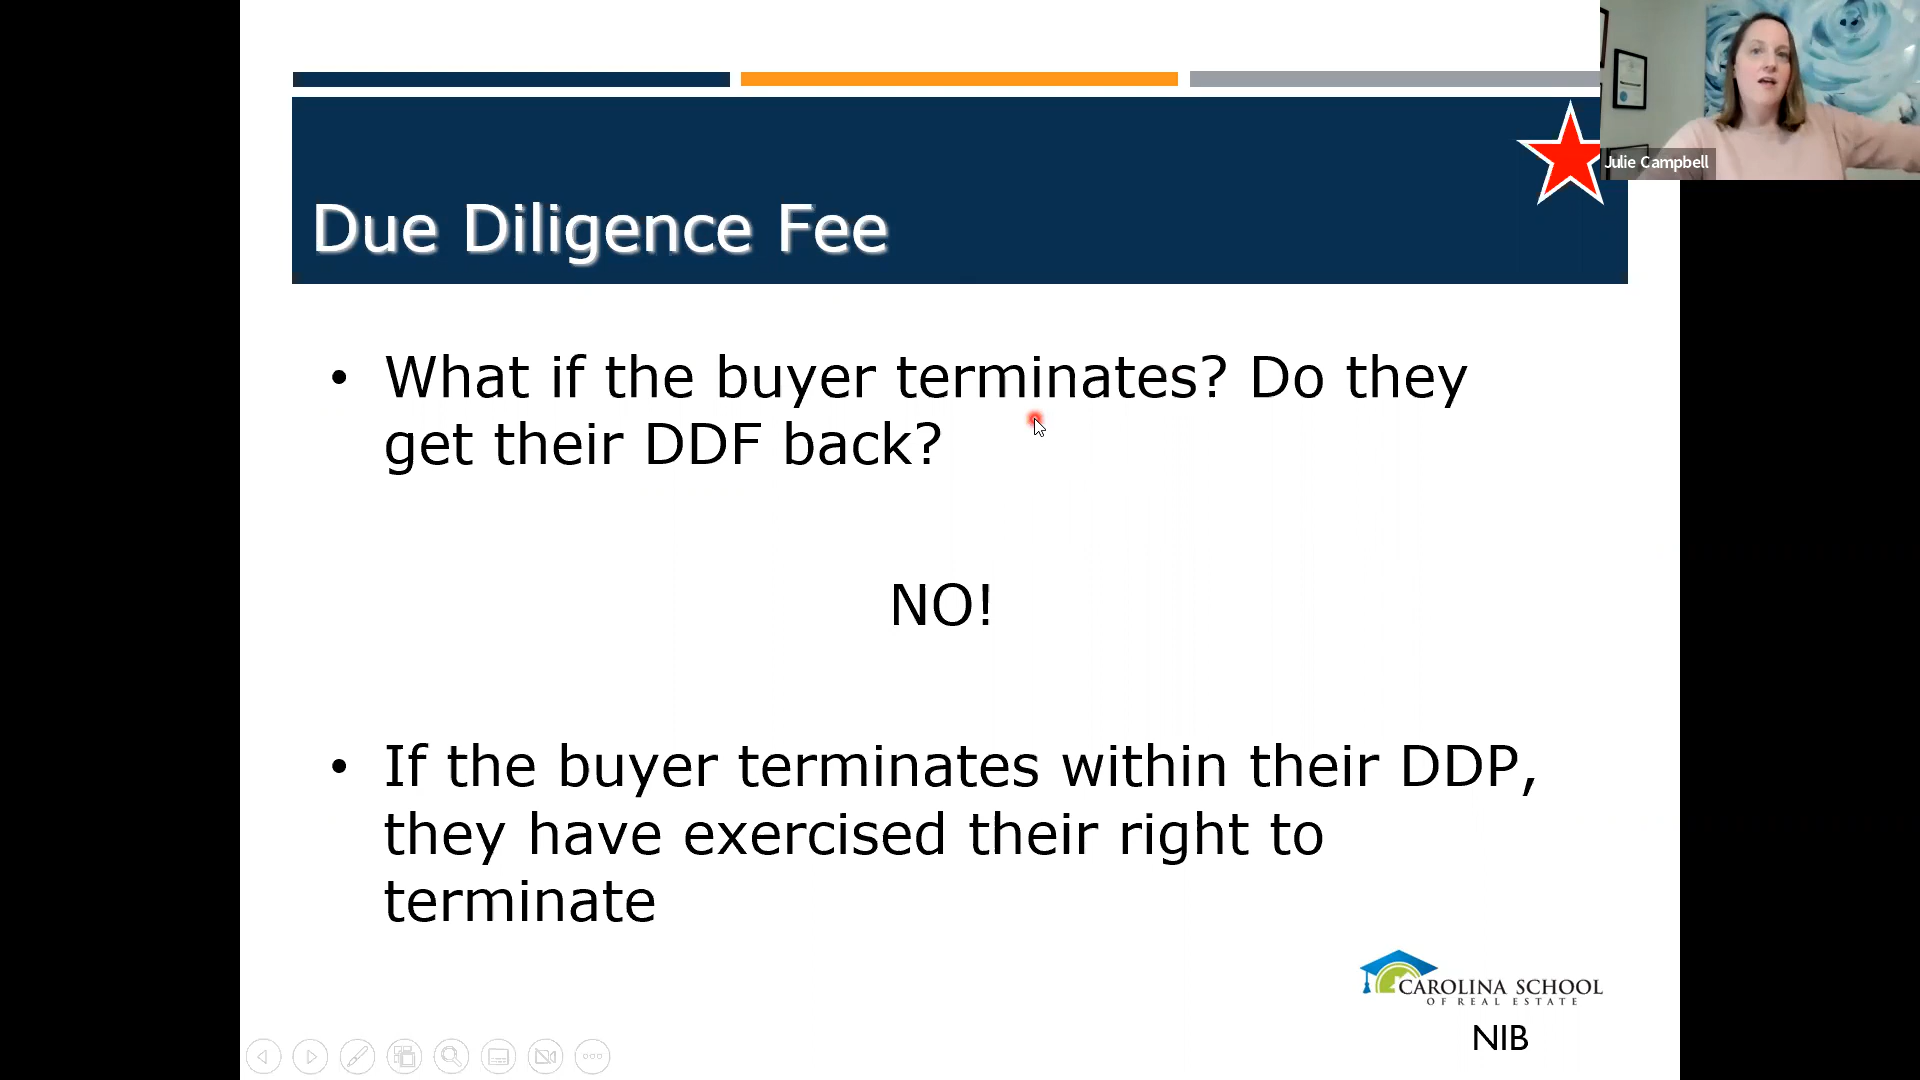 Due Diligence Fee
Julie Campbell
• What if the buyer terminates? Do they
get their DDF back?
NO!
• If the buyer terminates within their DDP,
they have exercised their right to
terminate
CAROLINA SCHOOL
OF REAL ESTATE
NIB